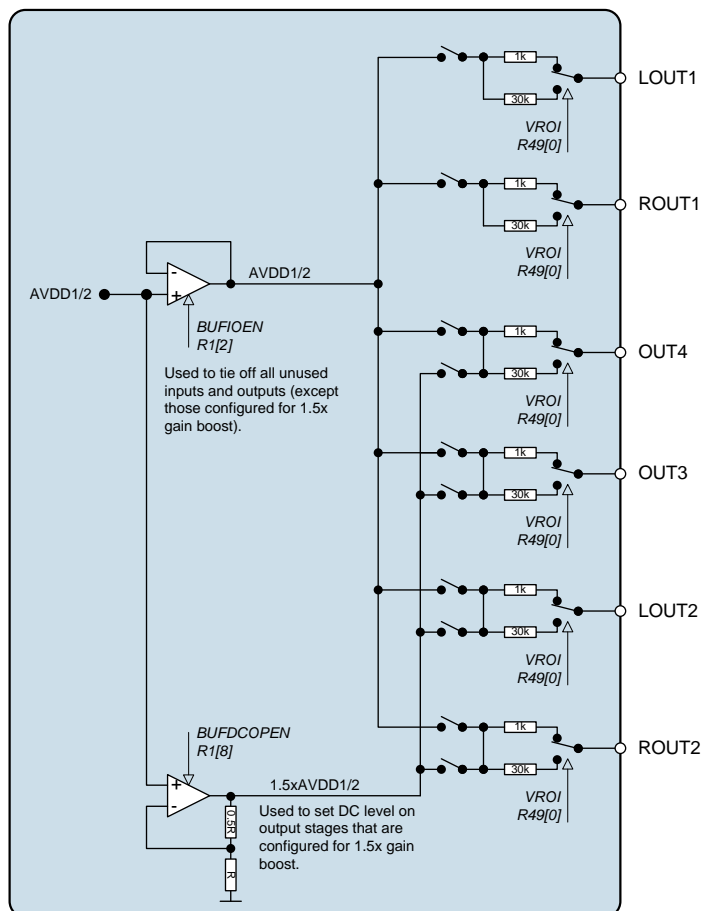 1k
LOUT1
30k
VROI
R49[0]
1k
ROUT1
30k
VROI
R49[0]
AVDD1/2
-
+
AVDD1/2
BUFIOEN
R1[2]
Used to tie off all unused
inputs and outputs (except
those configured for 1.5x
gain boost).
1k
OUT4
30k
VROI
R49[0]
1k
OUT3
30k
VROI
R49[0]
1k
LOUT2
30k
VROI
R49[0]
BUFDCOPEN
R1[8]
+
-
1.5xAVDD1/2
0.5R
R
Used to set DC level on
output stages that are
configured for 1.5x gain
boost.
1k
ROUT2
30k
VROI
R49[0]